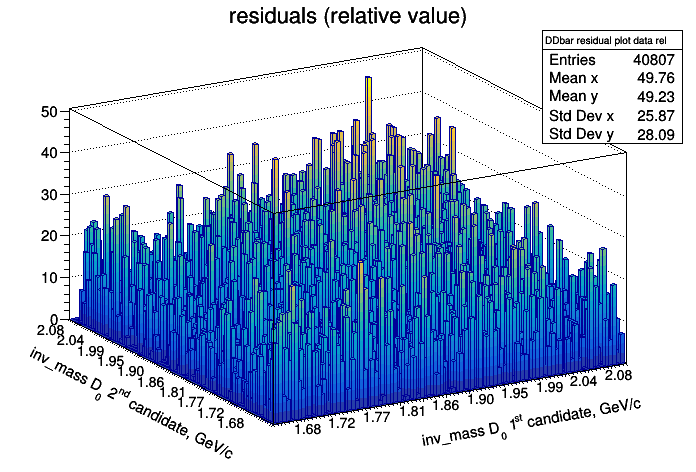 residuals (relative value)
DDbar residual plot data rel
Entries 40807
Mean x 49.76
Mean y 49.23
Std Dev x 25.87
Std Dev y 28.09
50
40
30
20
10
0
2.08
2.04
1.99
1.95
1.90
1.86
1.81
1.77
1.72
1.68
inv_mass D0 2nd candidate, GeV/c
1.68
1.72
1.77
1.81
1.86
1.90
1.95
1.99
2.04
2.08
inv_mass D0 1st candidate, GeV/c